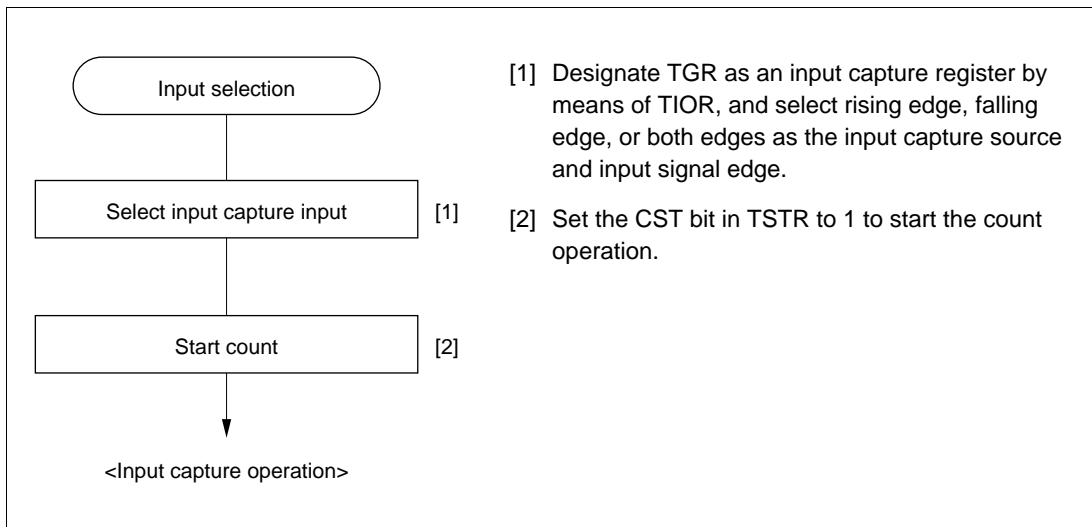 Input selection
Select input capture input
[1]
Start count
[2]
<Input capture operation>
[1] Designate TGR as an input capture register by
means of TIOR, and select rising edge, falling
edge, or both edges as the input capture source
and input signal edge.
[2] Set the CST bit in TSTR to 1 to start the count
operation.